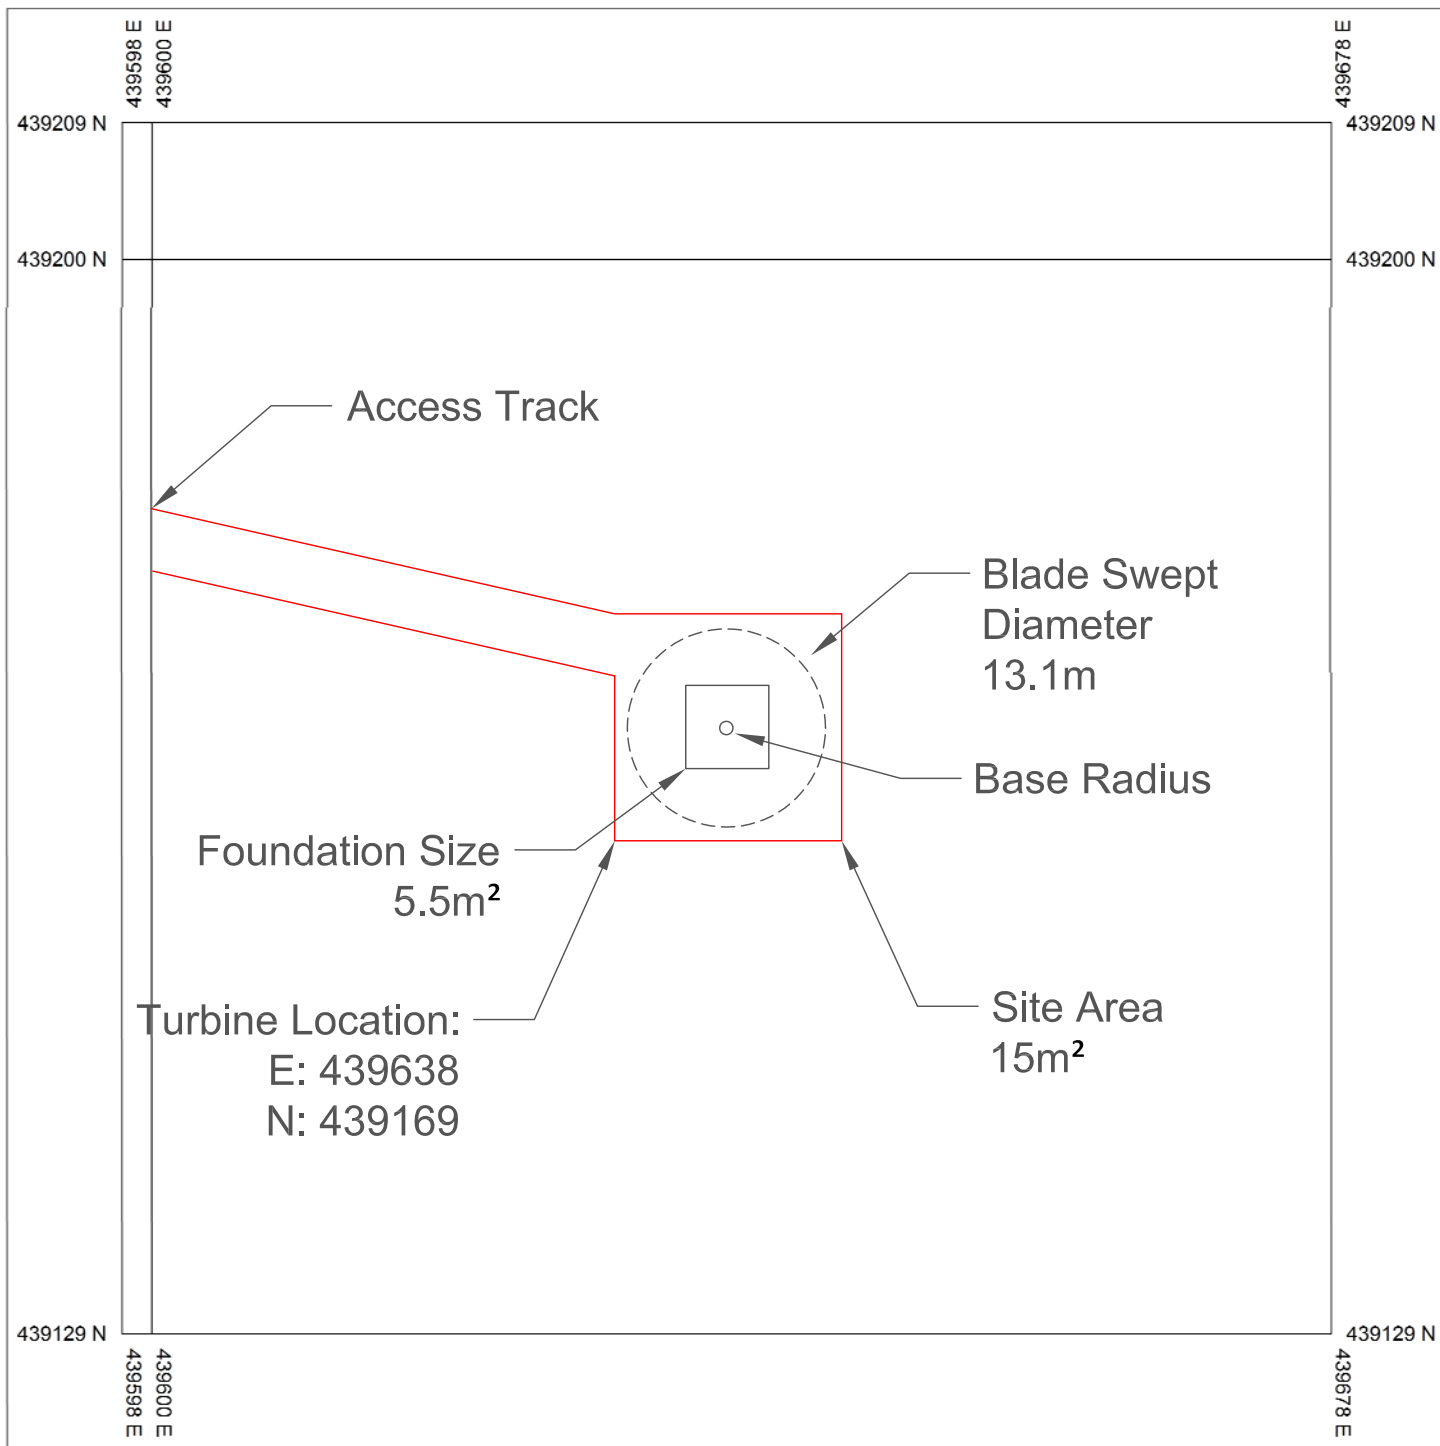 439598 E
439600 E
439678 E
439209 N
439209 N
439200 N
439200 N
Access Track
Blade Swept
Diameter
13.1m
Base Radius
Foundation Size
5.5m²
Turbine Location:
E: 439638
N: 439169
Site Area
15m²
439129 N
439129 N
439598 E
439600 E
439678 E